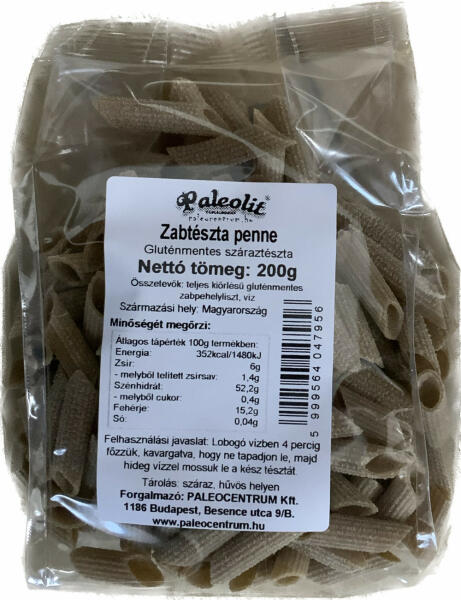 Paleolit®
paleocentrum.hu
Zabtészta penne
Gluténmentes száraztészta
Nettó tömeg: 200g
Összetevők: teljes kiőrlésű gluténmentes
zabpehelyliszt, víz
Származási hely: Magyarország
Minőségét megőrzi:
Átlagos tápérték 100g termékben:
Energia: 352kcal/1480kJ
Zsír: 6g
- melyből telített zsírsav: 1,4g
Szénhidrát: 52,2g
- melyből cukor: 0,4g
Fehérje: 15,2g
Só: 0,04g
Felhasználási javaslat: Lobogó vízben 4 percig
főzzük, kavargatva, hogy ne tapadjon le, majd
hideg vízzel mossuk le a kész tésztát.
Tárolás: száraz, hűvös helyen
Forgalmazó: PALEOCENTRUM Kft.
1186 Budapest, Besence utca 9/B.
www.paleocentrum.hu
5 999564 047956